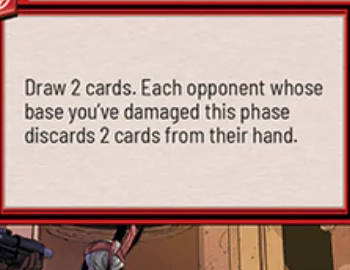 Draw 2 cards. Each opponent whose
base you've damaged this phase
discards 2 cards from their hand.